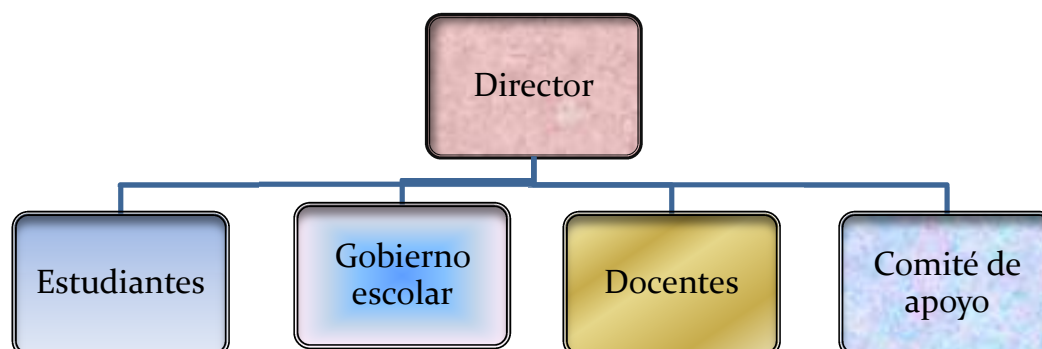 Director
Estudiantes
Gobierno
escolar
Docentes
Comité de
apoyo